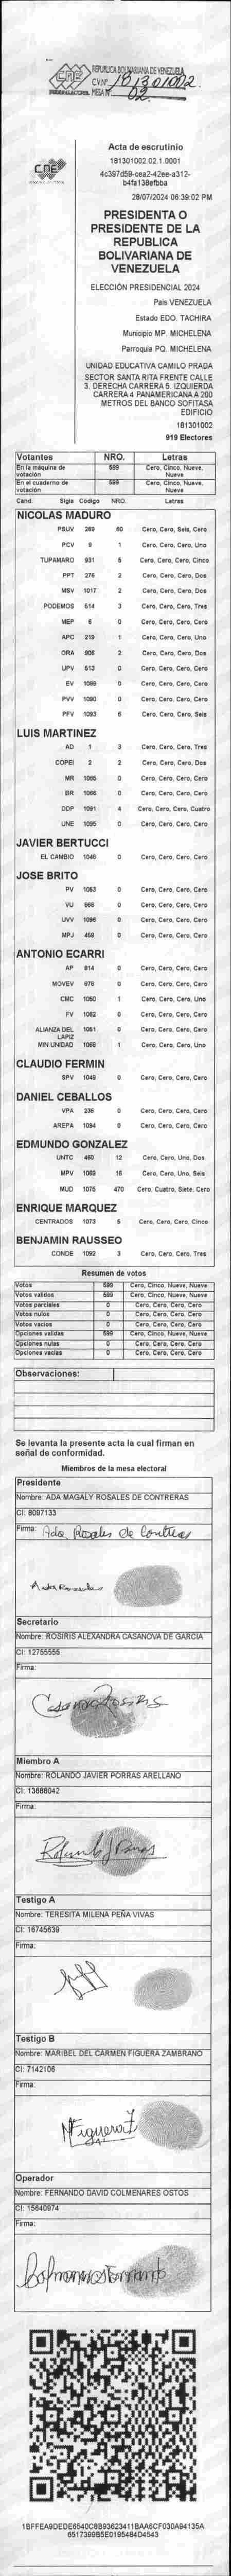 CNE
PODER ELECTORAL
REPUBLICA BOLIVARIANA DE VENEZUELA
CVN° 181301002
MESA N° 02
CNE
Acta de escrutinio
181301002.02.1.0001
4c397d59-cea2-42ee-a312-
b4fa138efbba
28/07/2024 06:39:02 PM
PRESIDENTA O
PRESIDENTE DE LA
REPUBLICA
BOLIVARIANA DE
VENEZUELA
ELECCIÓN PRESIDENCIAL 2024
País VENEZUELA
Estado EDO. TACHIRA
Municipio MP. MICHELENA
Parroquia PQ. MICHELENA
UNIDAD EDUCATIVA CAMILO PRADA
SECTOR SANTA RITA FRENTE CALLE
3. DERECHA CARRERA 5. IZQUIERDA
CARRERA 4 PANAMERICANA A 200
METROS DEL BANCO SOFITASA
EDIFICIO
181301002
919 Electores
Votantes NRO. Letras
En la máquina de votación 599 Cero, Cinco, Nueve, Nueve
En el cuaderno de votación 599 Cero, Cinco, Nueve, Nueve
Cand Sigla Código NRO. Letras
NICOLAS MADURO
PSUV 269 60 Cero, Cero, Seis, Cero
PCV 9 1 Cero, Cero, Cero, Uno
TUPAMARO 931 5 Cero, Cero, Cero, Cinco
PPT 276 2 Cero, Cero, Cero, Dos
MSV 1017 2 Cero, Cero, Cero, Dos
PODEMOS 514 3 Cero, Cero, Cero, Tres
MEP 6 0 Cero, Cero, Cero, Cero
APC 219 1 Cero, Cero, Cero, Uno
ORA 906 2 Cero, Cero, Cero, Dos
UPV 513 0 Cero, Cero, Cero, Cero
EV 1089 0 Cero, Cero, Cero, Cero
PVV 1090 0 Cero, Cero, Cero, Cero
PFV 1093 6 Cero, Cero, Cero, Seis
LUIS MARTINEZ
AD 1 3 Cero, Cero, Cero, Tres
COPEI 2 2 Cero, Cero, Cero, Dos
MR 1065 0 Cero, Cero, Cero, Cero
BR 1066 0 Cero, Cero, Cero, Cero
DDP 1091 4 Cero, Cero, Cero, Cuatro
UNE 1095 0 Cero, Cero, Cero, Cero
JAVIER BERTUCCI
EL CAMBIO 1046 0 Cero, Cero, Cero, Cero
JOSE BRITO
PV 1053 0 Cero, Cero, Cero, Cero
VU 868 0 Cero, Cero, Cero, Cero
UVV 1096 0 Cero, Cero, Cero, Cero
MPJ 459 0 Cero, Cero, Cero, Cero
ANTONIO ECARRI
AP 914 0 Cero, Cero, Cero, Cero
MOVEV 978 0 Cero, Cero, Cero, Cero
CMC 1050 1 Cero, Cero, Cero, Uno
FV 1062 0 Cero, Cero, Cero, Cero
ALIANZA DEL LAPIZ 1051 0 Cero, Cero, Cero, Cero
MIN UNIDAD 1069 1 Cero, Cero, Cero, Uno
CLAUDIO FERMIN
SPV 1049 0 Cero, Cero, Cero, Cero
DANIEL CEBALLOS
VPA 236 0 Cero, Cero, Cero, Cero
AREPA 1094 0 Cero, Cero, Cero, Cero
EDMUNDO GONZALEZ
UNTC 460 12 Cero, Cero, Uno, Dos
MPV 1069 16 Cero, Cero, Uno, Seis
MUD 1075 470 Cero, Cuatro, Siete, Cero
ENRIQUE MARQUEZ
CENTRADOS 1073 5 Cero, Cero, Cero, Cinco
BENJAMIN RAUSSEO
CONDE 1092 3 Cero, Cero, Cero, Tres
Resumen de votos
Votos 599 Cero, Cinco, Nueve, Nueve
Votos validos 599 Cero, Cinco, Nueve, Nueve
Votos parciales 0 Cero, Cero, Cero, Cero
Votos nulos 0 Cero, Cero, Cero, Cero
Votos vacíos 0 Cero, Cero, Cero, Cero
Opciones validas 599 Cero, Cinco, Nueve, Nueve
Opciones nulas 0 Cero, Cero, Cero, Cero
Opciones vacías 0 Cero, Cero, Cero, Cero
Observaciones:
Se levanta la presente acta la cual firman en
señal de conformidad.
Miembros de la mesa electoral
Presidente
Nombre: ADA MAGALY ROSALES DE CONTRERAS
CI: 8097133
Firma: Ada Rosales de Contreras
Ada Rosales
Secretario
Nombre: ROSIRIS ALEXANDRA CASANOVA DE GARCIA
CI: 12755555
Firma:
Casanova Rosiris
Miembro A
Nombre: ROLANDO JAVIER PORRAS ARELLANO
CI: 13688042
Firma:
Rolando J Porras
Testigo A
Nombre: TERESITA MILENA PEÑA VIVAS
CI: 16745639
Firma:
Testigo B
Nombre: MARIBEL DEL CARMEN FIGUERA ZAMBRANO
CI: 7142106
Firma:
MFigueraZ
Operador
Nombre: FERNANDO DAVID COLMENARES OSTOS
CI: 15640974
Firma:
Colmenares Fernando
1BFFEA9DEDE6540C8B93623411BAA6CF030A94135A
6517399B5E0195484D4543